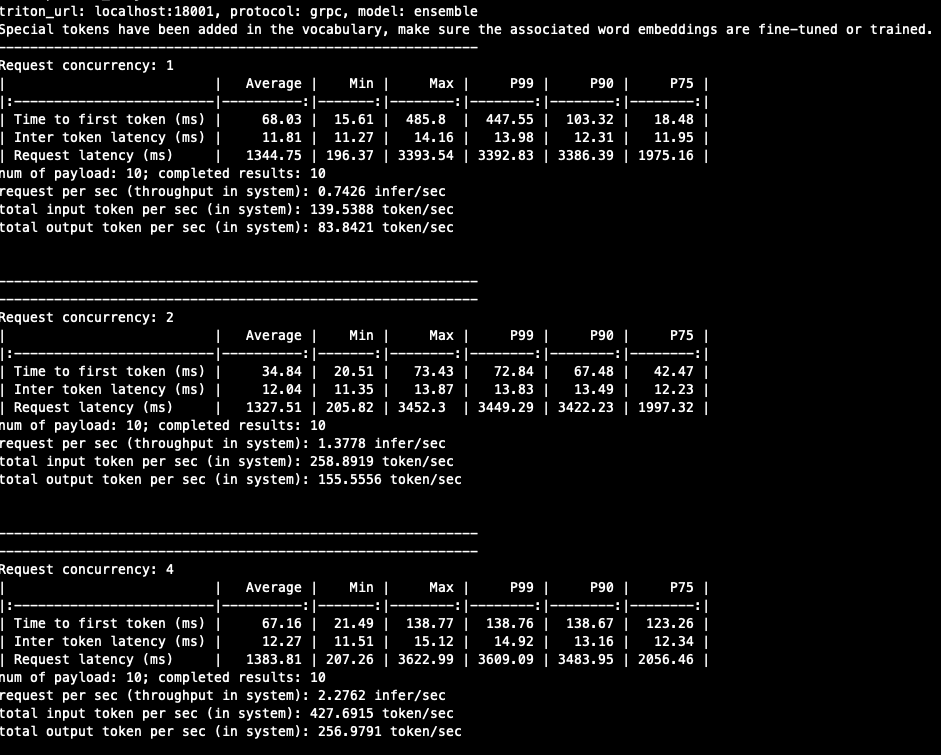 triton_url: localhost:18001, protocol: grpc, model: ensemble
Special tokens have been added in the vocabulary, make sure the associated word embeddings are fine-tuned or trained.
------------------------------------------------------------
Request concurrency: 1
|                         |   Average |    Min |     Max |    P99 |     P90 |    P75 |
|:------------------------|----------:|-------:|--------:|--------:|--------:|--------:|
| Time to first token (ms) |     68.03 |  15.61 |  485.8  |  447.55 |  103.32 |   18.48 |
| Inter token latency (ms) |     11.81 |  11.27 |   14.16 |   13.98 |   12.31 |   11.95 |
| Request latency (ms)     |   1344.75 | 196.37 | 3393.54 | 3392.83 | 3386.39 | 1975.16 |
num of payload: 10; completed results: 10
request per sec (throughput in system): 0.7426 infer/sec
total input token per sec (in system): 139.5388 token/sec
total output token per sec (in system): 83.8421 token/sec
------------------------------------------------------------
------------------------------------------------------------
Request concurrency: 2
|                          |   Average |    Min |     Max |     P99 |     P90 |     P75 |
|:-------------------------|----------:|-------:|--------:|--------:|--------:|--------:|
| Time to first token (ms) |     34.84 |  20.51 |   73.43 |   72.84 |   67.48 |   42.47 |
| Inter token latency (ms) |     12.04 |  11.35 |   13.87 |   13.83 |   13.49 |   12.23 |
| Request latency (ms)     |   1327.51 | 205.82 | 3452.3  | 3449.29 | 3422.23 | 1997.32 |
num of payload: 10; completed results: 10
request per sec (throughput in system): 1.3778 infer/sec
total input token per sec (in system): 258.8919 token/sec
total output token per sec (in system): 155.5556 token/sec
------------------------------------------------------------
------------------------------------------------------------
Request concurrency: 4
|                          |   Average |    Min |     Max |     P99 |     P90 |     P75 |
|:-------------------------|----------:|-------:|--------:|--------:|--------:|--------:|
| Time to first token (ms) |     67.16 |  21.49 |  138.77 |  138.76 |  138.67 |  123.26 |
| Inter token latency (ms) |     12.27 |  11.51 |   15.12 |   14.92 |   13.16 |   12.34 |
| Request latency (ms)     |   1383.81 | 207.26 | 3622.99 | 3609.09 | 3483.95 | 2056.46 |
num of payload: 10; completed results: 10
request per sec (throughput in system): 2.2762 infer/sec
total input token per sec (in system): 427.6915 token/sec
total output token per sec (in system): 256.9791 token/sec